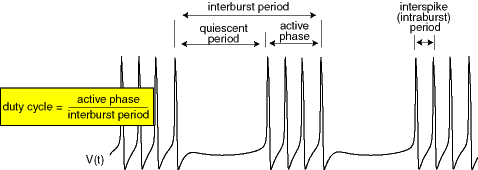 interburst period
quiescent
period
active
phase
interspike
(intraburst)
period
duty cycle = active phase
interburst period
V(t)